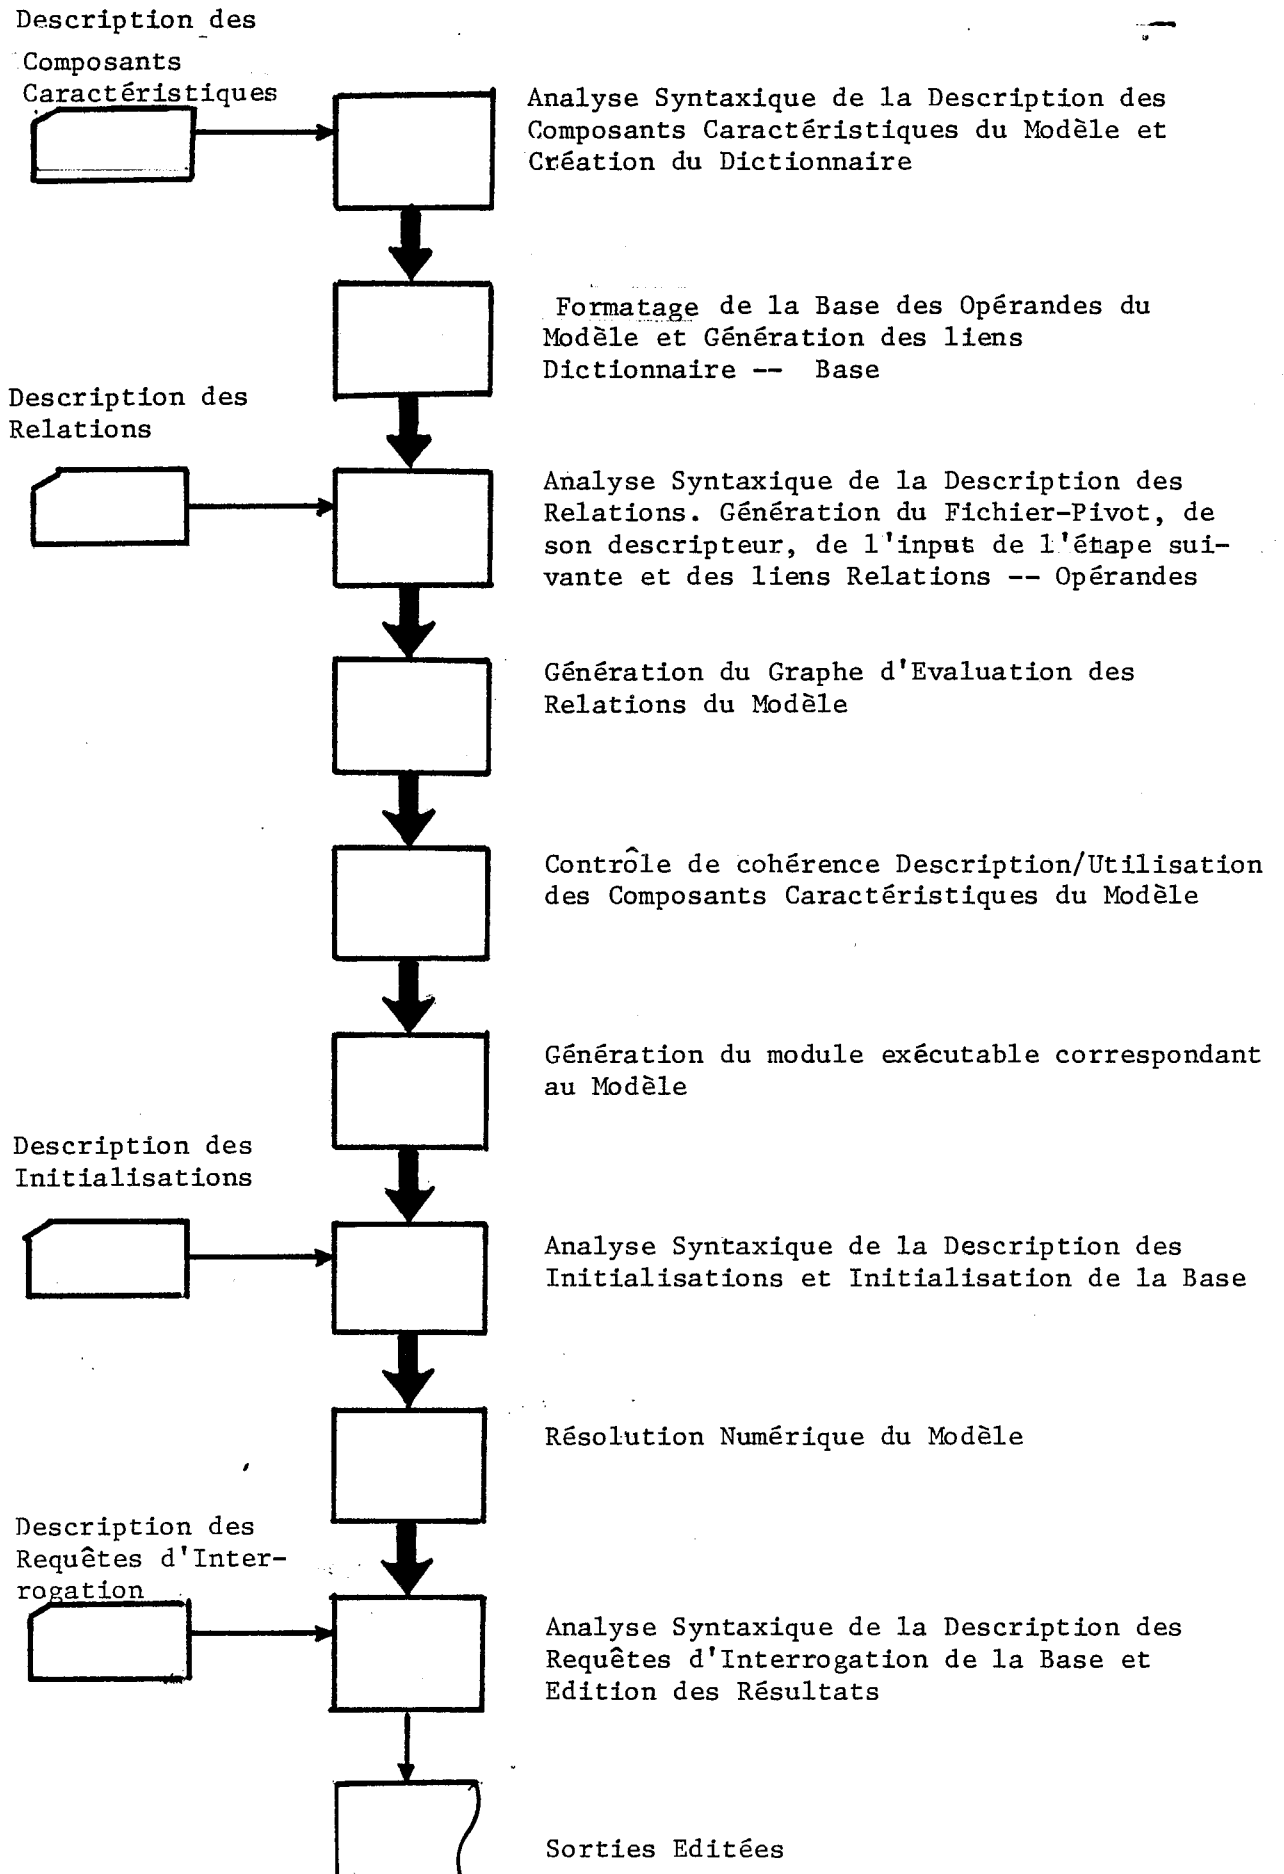 Description des
Composants
Caractéristiques
Analyse Syntaxique de la Description des
Composants Caractéristiques du Modèle et
Création du Dictionnaire
Formatage de la Base des Opérandes du
Modèle et Génération des liens
Dictionnaire -- Base
Description des
Relations
Analyse Syntaxique de la Description des
Relations. Génération du Fichier-Pivot, de
son descripteur, de l'input de l'étape sui-
vante et des liens Relations -- Opérandes
Génération du Graphe d'Evaluation des
Relations du Modèle
Contrôle de cohérence Description/Utilisation
des Composants Caractéristiques du Modèle
Génération du module exécutable correspondant
au Modèle
Description des
Initialisations
Analyse Syntaxique de la Description des
Initialisations et Initialisation de la Base
Résolution Numérique du Modèle
Description des
Requêtes d'Inter-
rogation
Analyse Syntaxique de la Description des
Requêtes d'Interrogation de la Base et
Edition des Résultats
Sorties Editées